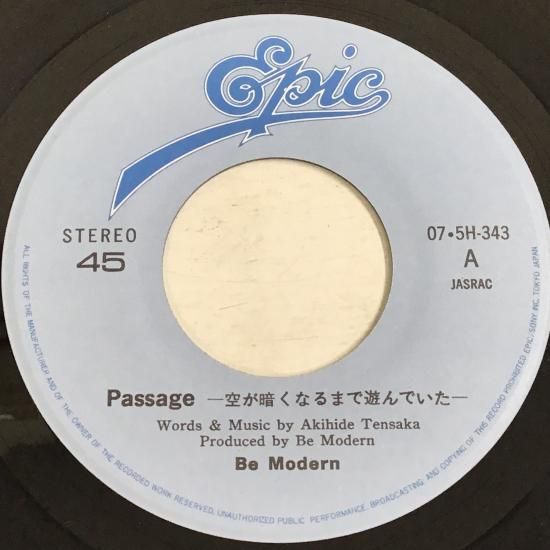 Epic
STEREO
45
07•5H-343
A
JASRAC
Passage —空が暗くなるまで遊んでいた—
Words & Music by Akihide Tensaka
Produced by Be Modern
Be Modern
ALL RIGHTS OF THE MANUFACTURER AND OF THE OWNER OF THE RECORDED WORK RESERVED. UNAUTHORIZED PUBLIC PERFORMANCE, BROADCASTING AND COPYING OF THIS RECORD PROHIBITED EPIC/SONY INC. TOKYO JAPAN